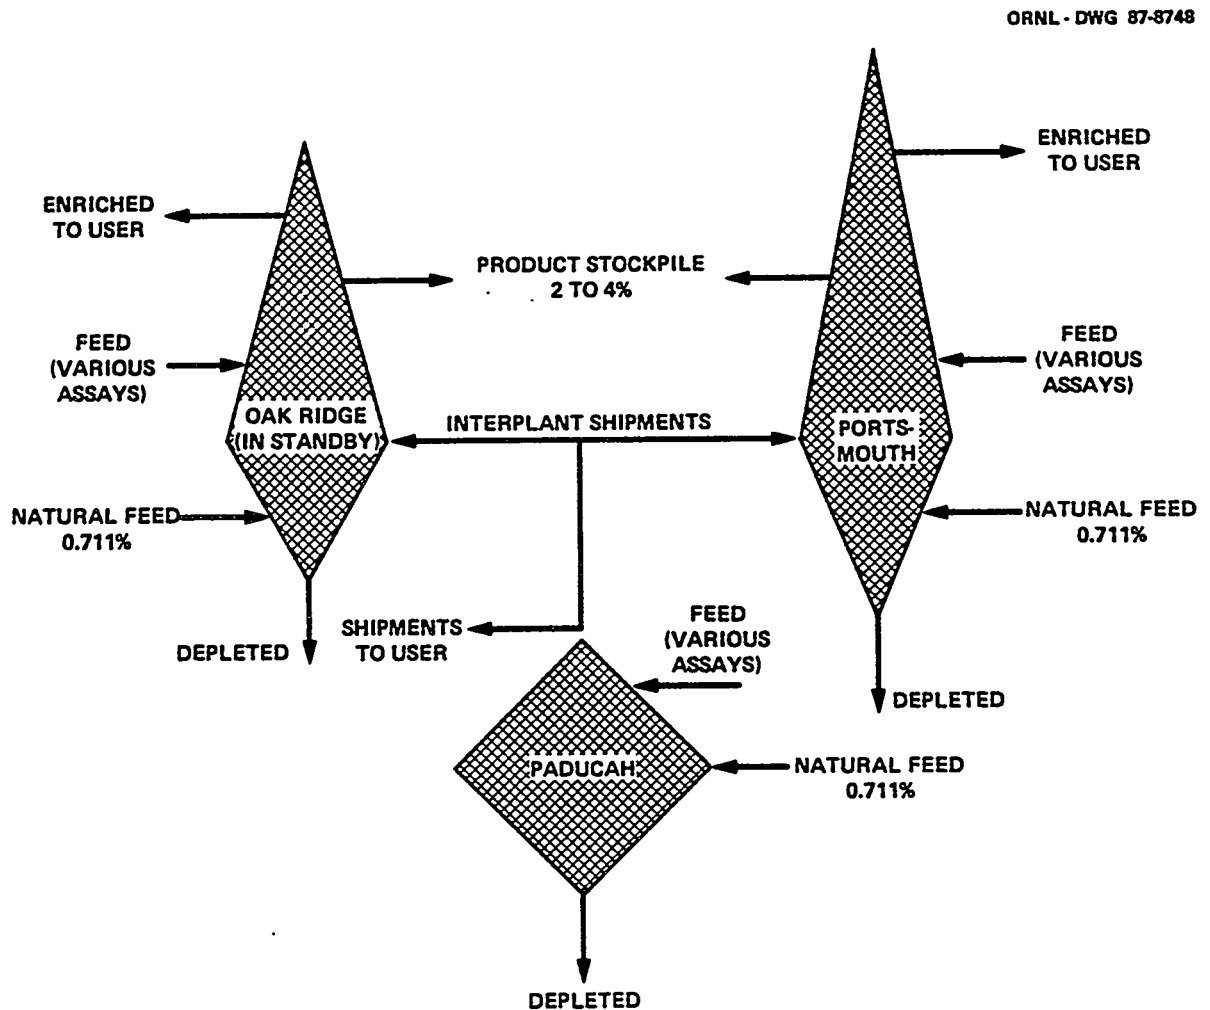 ORNL - DWG 87-8748
ENRICHED
TO USER
ENRICHED
TO USER
PRODUCT STOCKPILE
2 TO 4%
FEED
(VARIOUS
ASSAYS)
FEED
(VARIOUS
ASSAYS)
OAK RIDGE
(IN STANDBY)
INTERPLANT SHIPMENTS
PORTS-
MOUTH
NATURAL FEED
0.711%
NATURAL FEED
0.711%
DEPLETED
SHIPMENTS
TO USER
FEED
(VARIOUS
ASSAYS)
DEPLETED
PADUCAH
NATURAL FEED
0.711%
DEPLETED